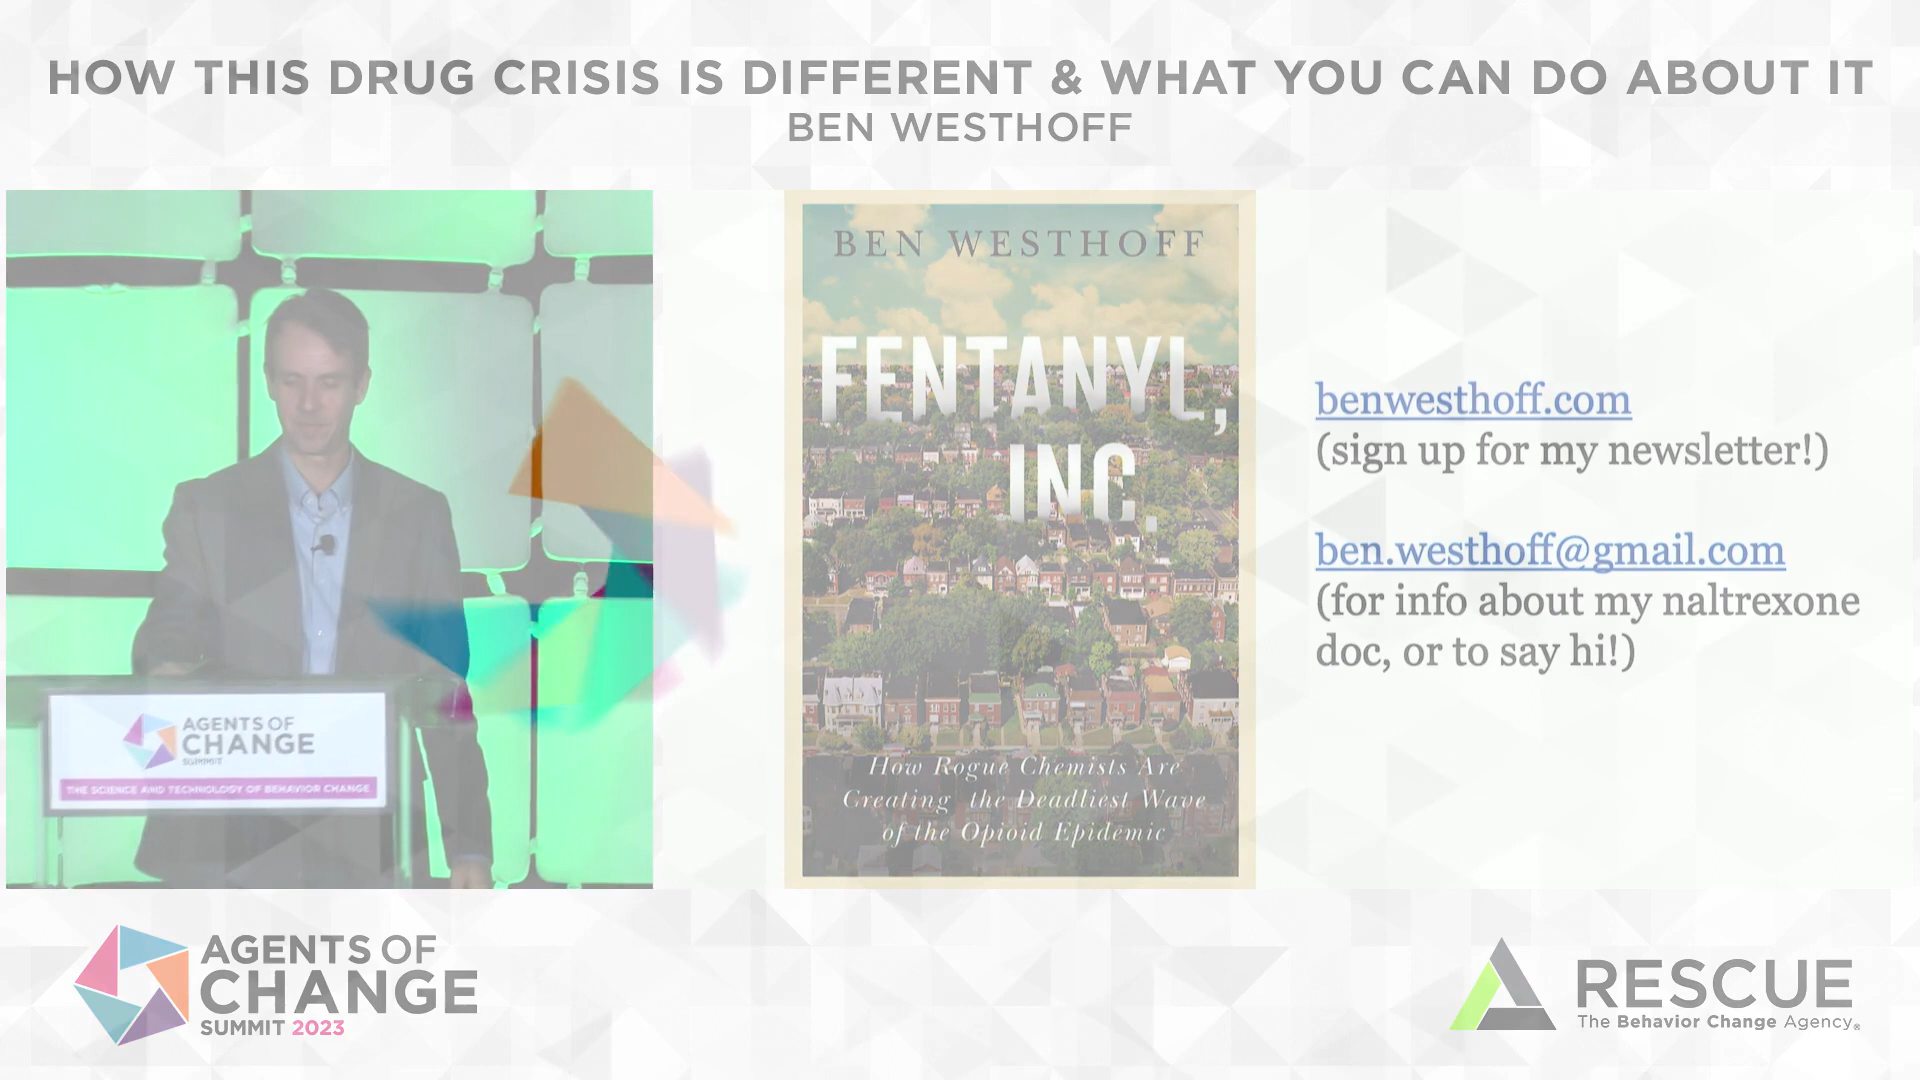 HOW THIS DRUG CRISIS IS DIFFERENT & WHAT YOU CAN DO ABOUT IT
BEN WESTHOFF
BEN WESTHOFF
FENTANYL,
INC.
How Rogue Chemists Are
Creating the Deadliest Wave
of the Opioid Epidemic
benwesthoff.com
(sign up for my newsletter!)
ben.westhoff@gmail.com
(for info about my naltrexone
doc, or to say hi!)
AGENTS OF
CHANGE
SUMMIT
THE SCIENCE AND TECHNOLOGY OF BEHAVIOR CHANGE
AGENTS OF
CHANGE
SUMMIT 2023
RESCUE
The Behavior Change Agency®